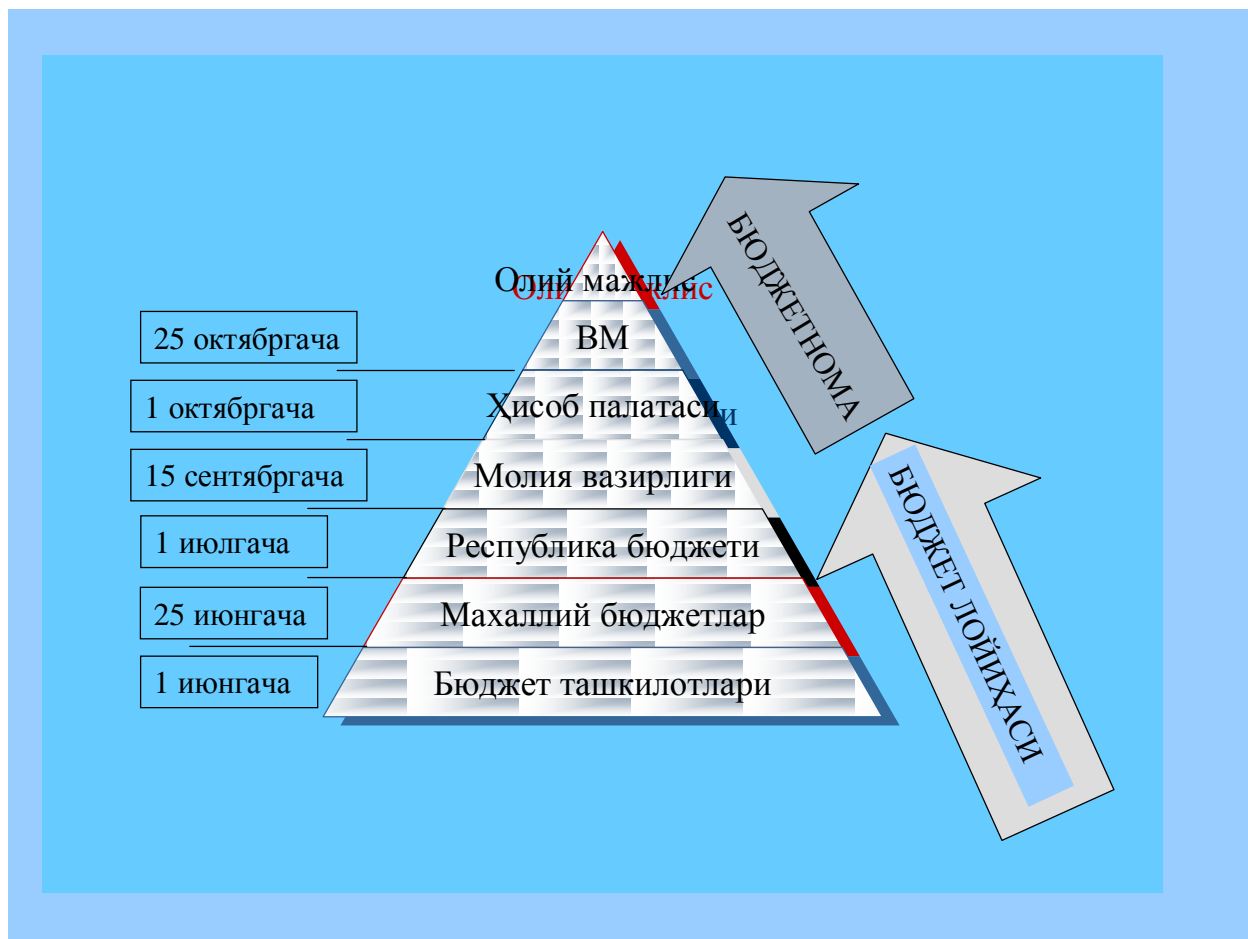 Олий мажлис
25 октябргача
ВМ
1 октябргача
Ҳисоб палатаси
15 сентябргача
Молия вазирлиги
1 июлгача
Республика бюджети
25 июнгача
Махаллий бюджетлар
1 июнгача
Бюджет ташкилотлари
БЮДЖЕТНОМА
БЮДЖЕТ ЛОЙИҲАСИ